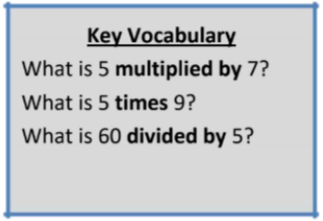 Key Vocabulary
What is 5 multiplied by 7?
What is 5 times 9?
What is 60 divided by 5?